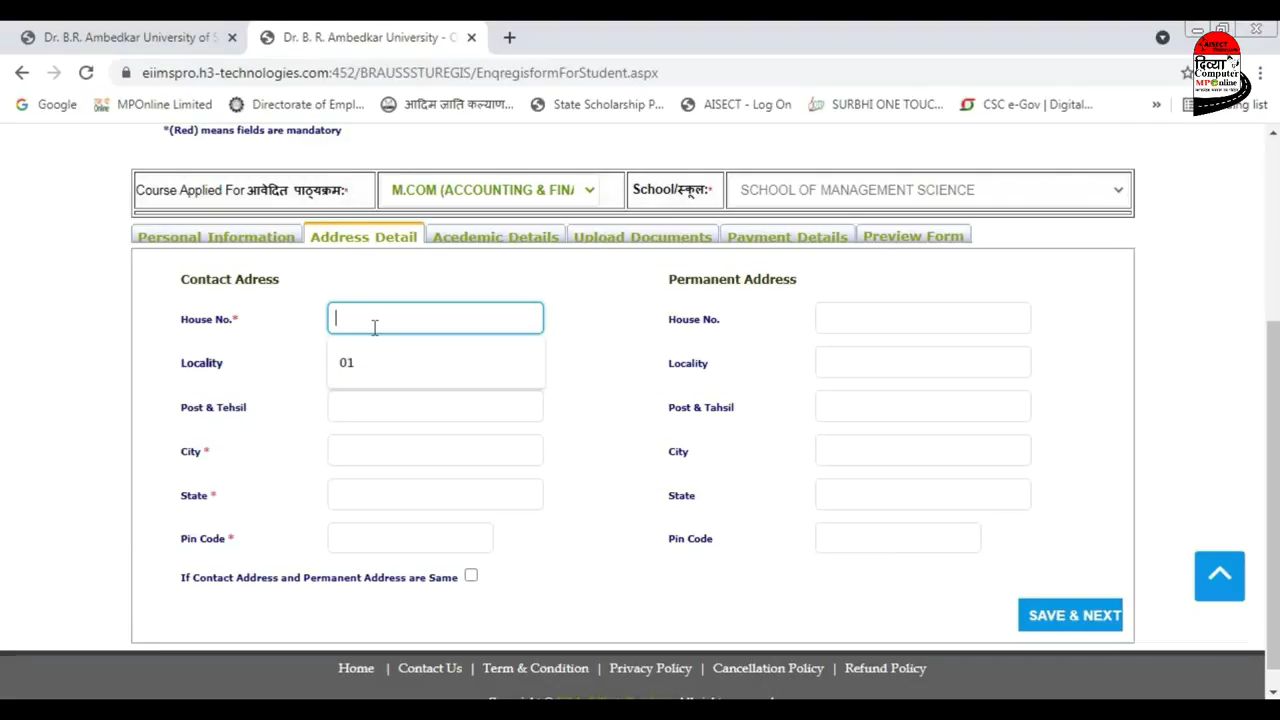 Dr. B.R. Ambedkar University of S
Dr. B. R. Ambedkar University - C
eiimspro.h3-technologies.com:452/BRAUSSSTUREGIS/EnqregisformForStudent.aspx
AISECT
दिव्या
Computer
MPOnline
Google
MPOnline Limited
Directorate of Empl...
आदिम जाति कल्याण...
State Scholarship P...
AISECT - Log On
SURBHI ONE TOUC...
CSC e-Gov | Digital...
»
ing list
*(Red) means fields are mandatory
Course Applied For आवेदित पाठ्यक्रम:*
M.COM (ACCOUNTING & FINA
School/स्कूल:*
SCHOOL OF MANAGEMENT SCIENCE
Personal Information
Address Detail
Acedemic Details
Upload Documents
Payment Details
Preview Form
Contact Adress
Permanent Address
House No.*
House No.
Locality
01
Locality
Post & Tehsil
Post & Tahsil
City *
City
State *
State
Pin Code *
Pin Code
If Contact Address and Permanent Address are Same
SAVE & NEXT
Home
Contact Us
Term & Condition
Privacy Policy
Cancellation Policy
Refund Policy